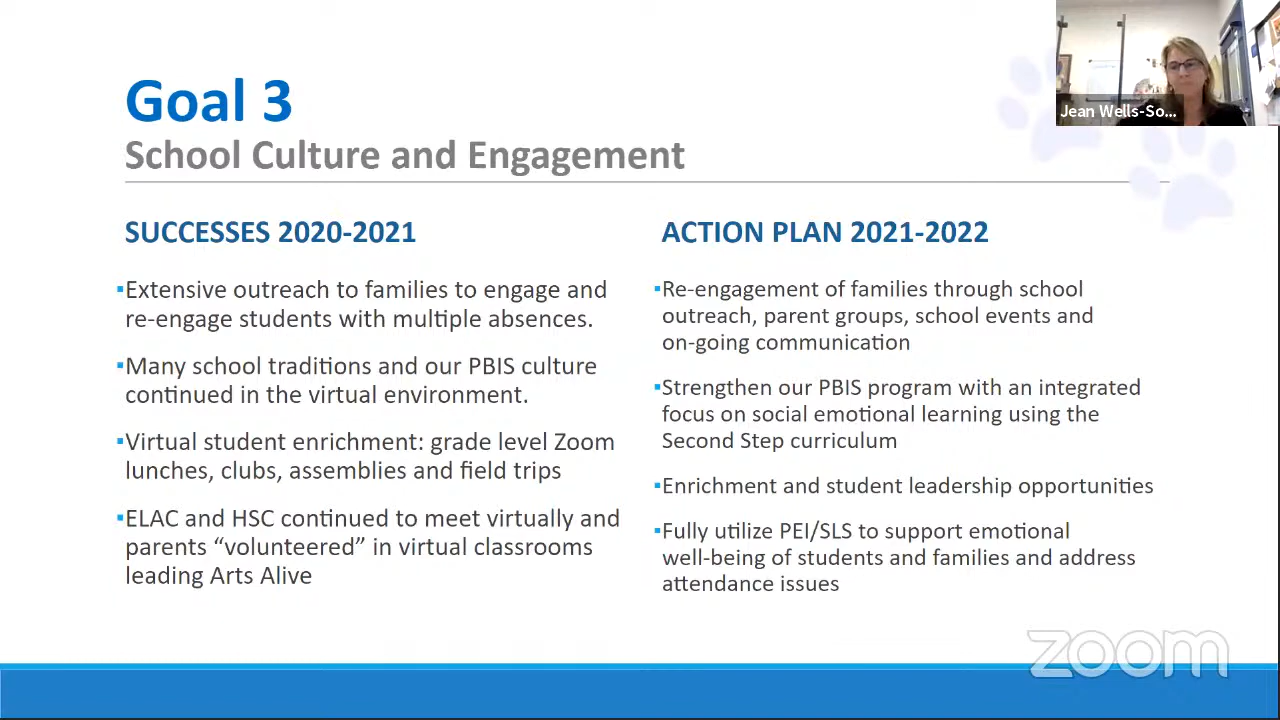 Goal 3
School Culture and Engagement
Jean Wells-So...
SUCCESSES 2020-2021
▪Extensive outreach to families to engage and
re-engage students with multiple absences.
▪Many school traditions and our PBIS culture
continued in the virtual environment.
▪Virtual student enrichment: grade level Zoom
lunches, clubs, assemblies and field trips
▪ELAC and HSC continued to meet virtually and
parents “volunteered” in virtual classrooms
leading Arts Alive
ACTION PLAN 2021-2022
▪Re-engagement of families through school
outreach, parent groups, school events and
on-going communication
▪Strengthen our PBIS program with an integrated
focus on social emotional learning using the
Second Step curriculum
▪Enrichment and student leadership opportunities
▪Fully utilize PEI/SLS to support emotional
well-being of students and families and address
attendance issues
zoom